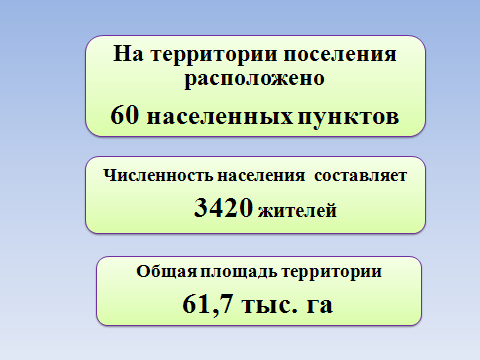 На территории поселения
расположено
60 населенных пунктов
Численность населения составляет
3420 жителей
Общая площадь территории
61,7 тыс. га